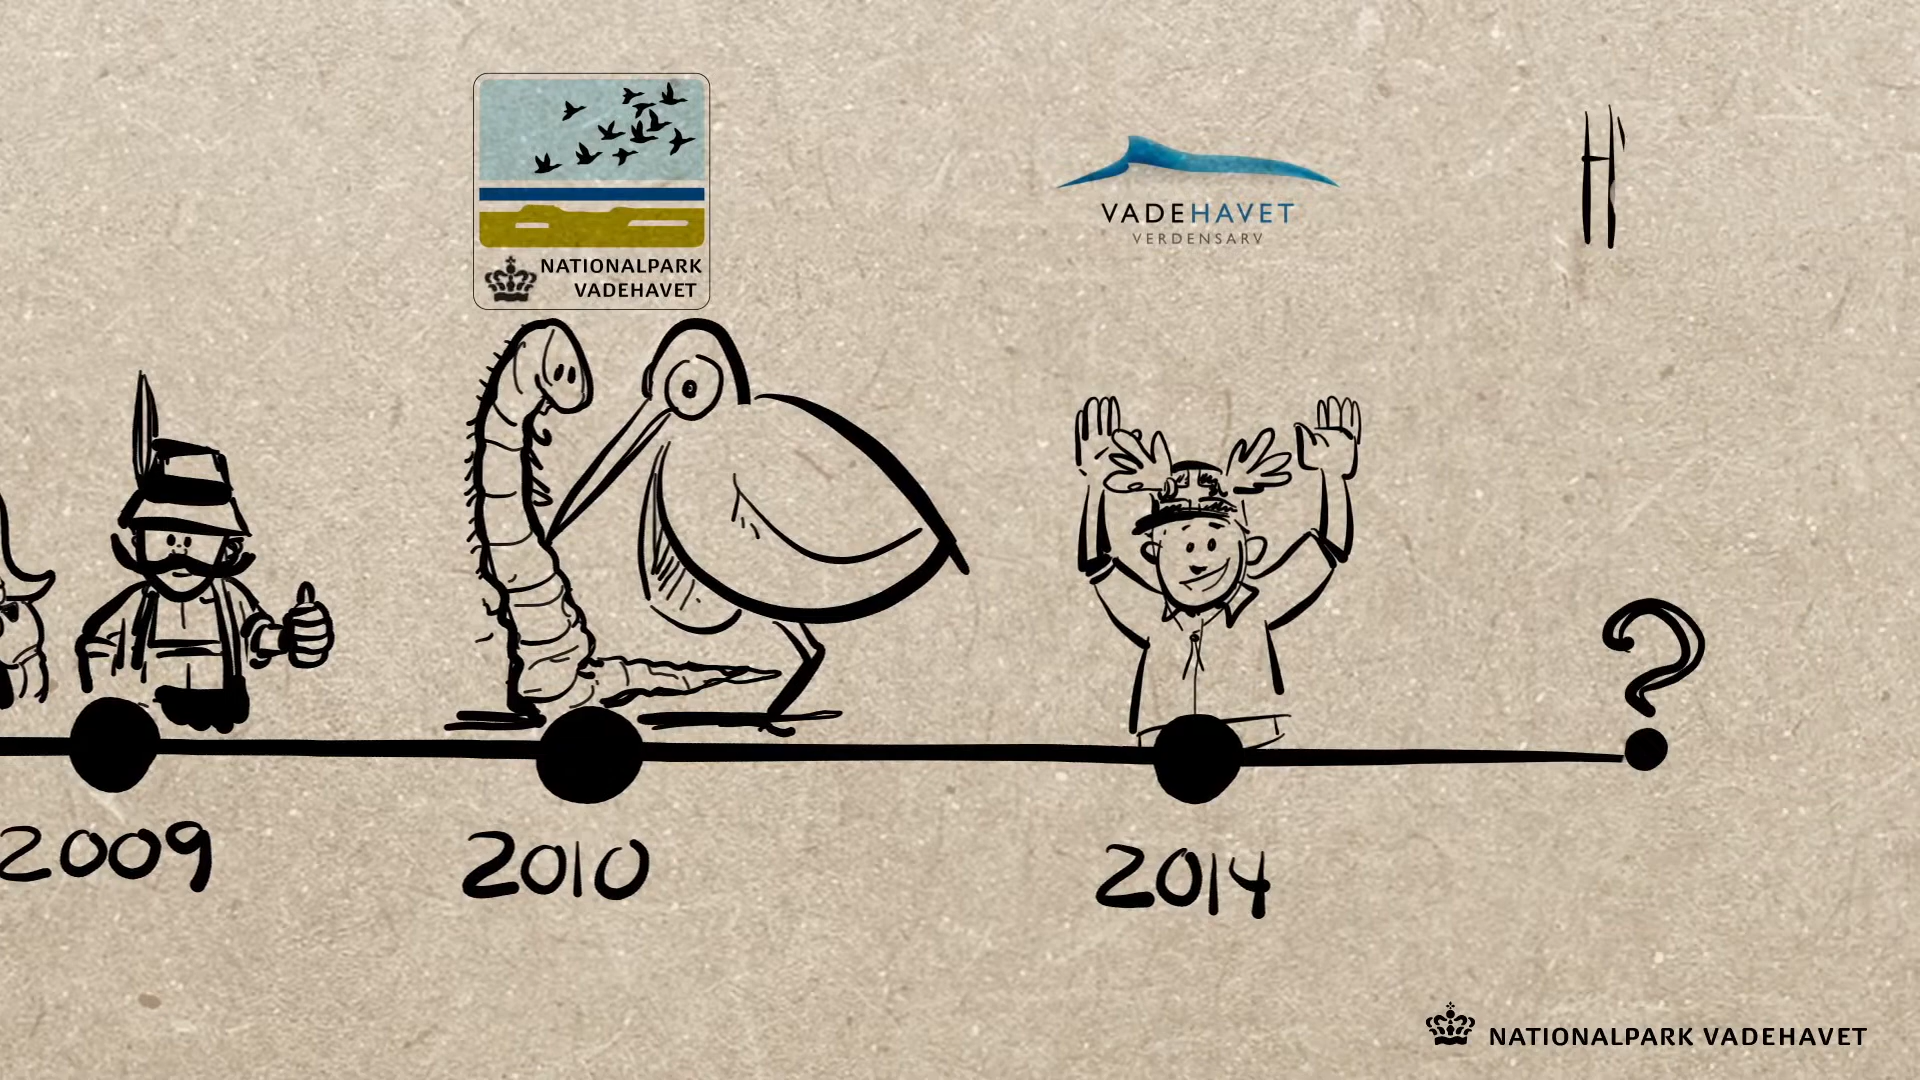 NATIONALPARK
VADEHAVET
VADEHAVET
VERDENSARV
H
?
2009
2010
2014
NATIONALPARK VADEHAVET